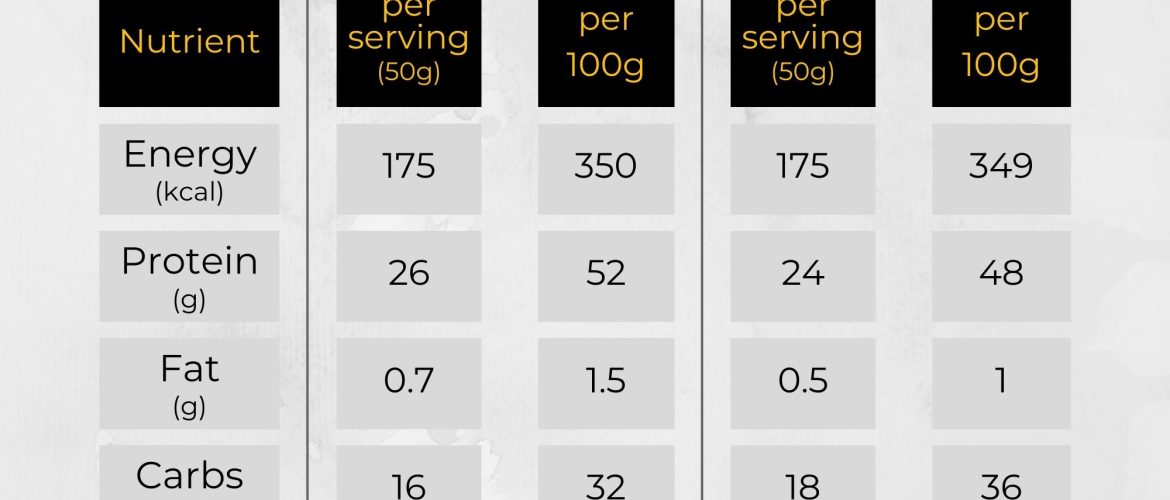 Nutrient per serving (50g) per 100g per serving (50g) per 100g
Energy (kcal) 175 350 175 349
Protein (g) 26 52 24 48
Fat (g) 0.7 1.5 0.5 1
Carbs 16 32 18 36